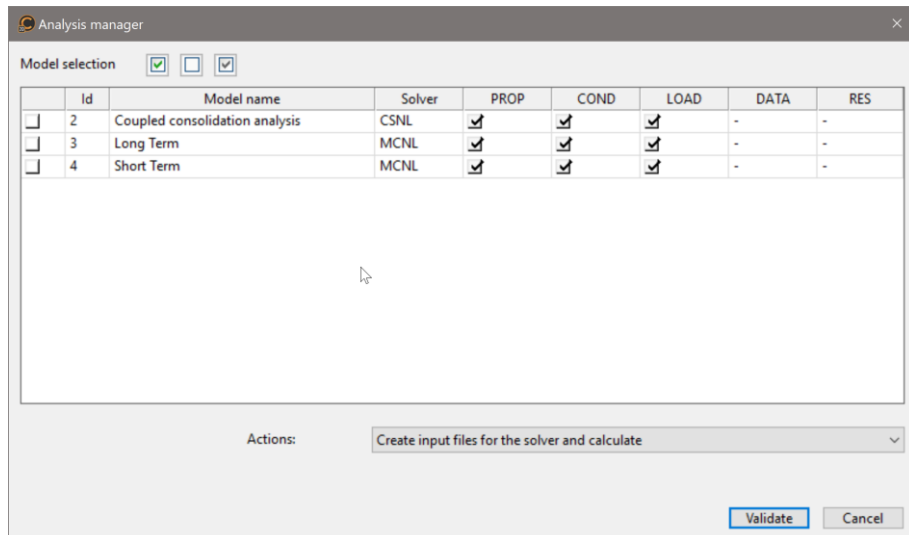 Analysis manager
Model selection
Id Model name Solver PROP COND LOAD DATA RES
2 Coupled consolidation analysis CSNL - -
3 Long Term MCNL - -
4 Short Term MCNL - -
Actions: Create input files for the solver and calculate
Validate Cancel